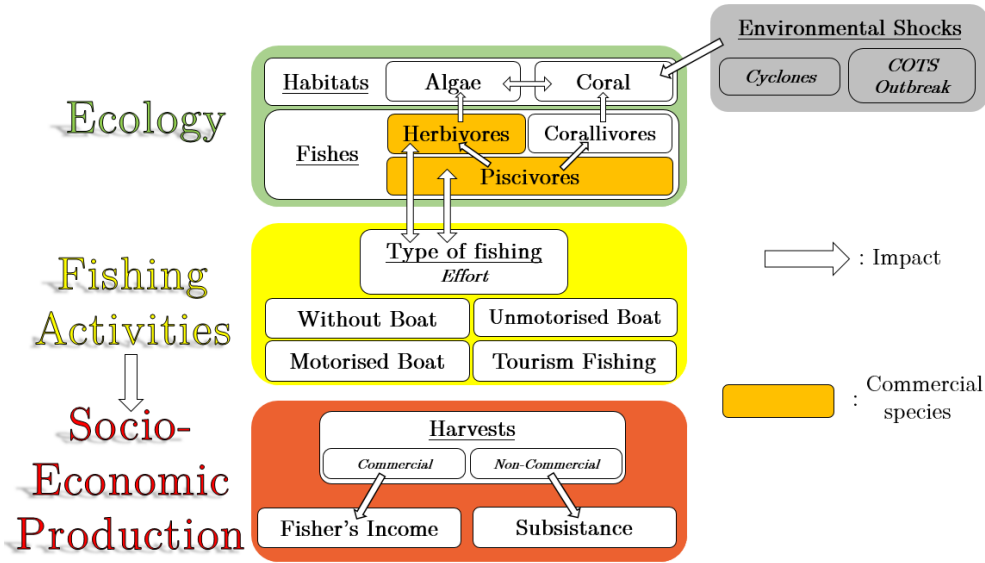 Environmental Shocks
Cyclones
COTS
Outbreak
Ecology
Habitats
Algae
Coral
Fishes
Herbivores
Corallivores
Piscivores
Fishing
Activities
Type of fishing
Effort
Without Boat
Unmotorised Boat
Motorised Boat
Tourism Fishing
: Impact
: Commercial
species
Socio-
Economic
Production
Harvests
Commercial
Non-Commercial
Fisher's Income
Subsistance